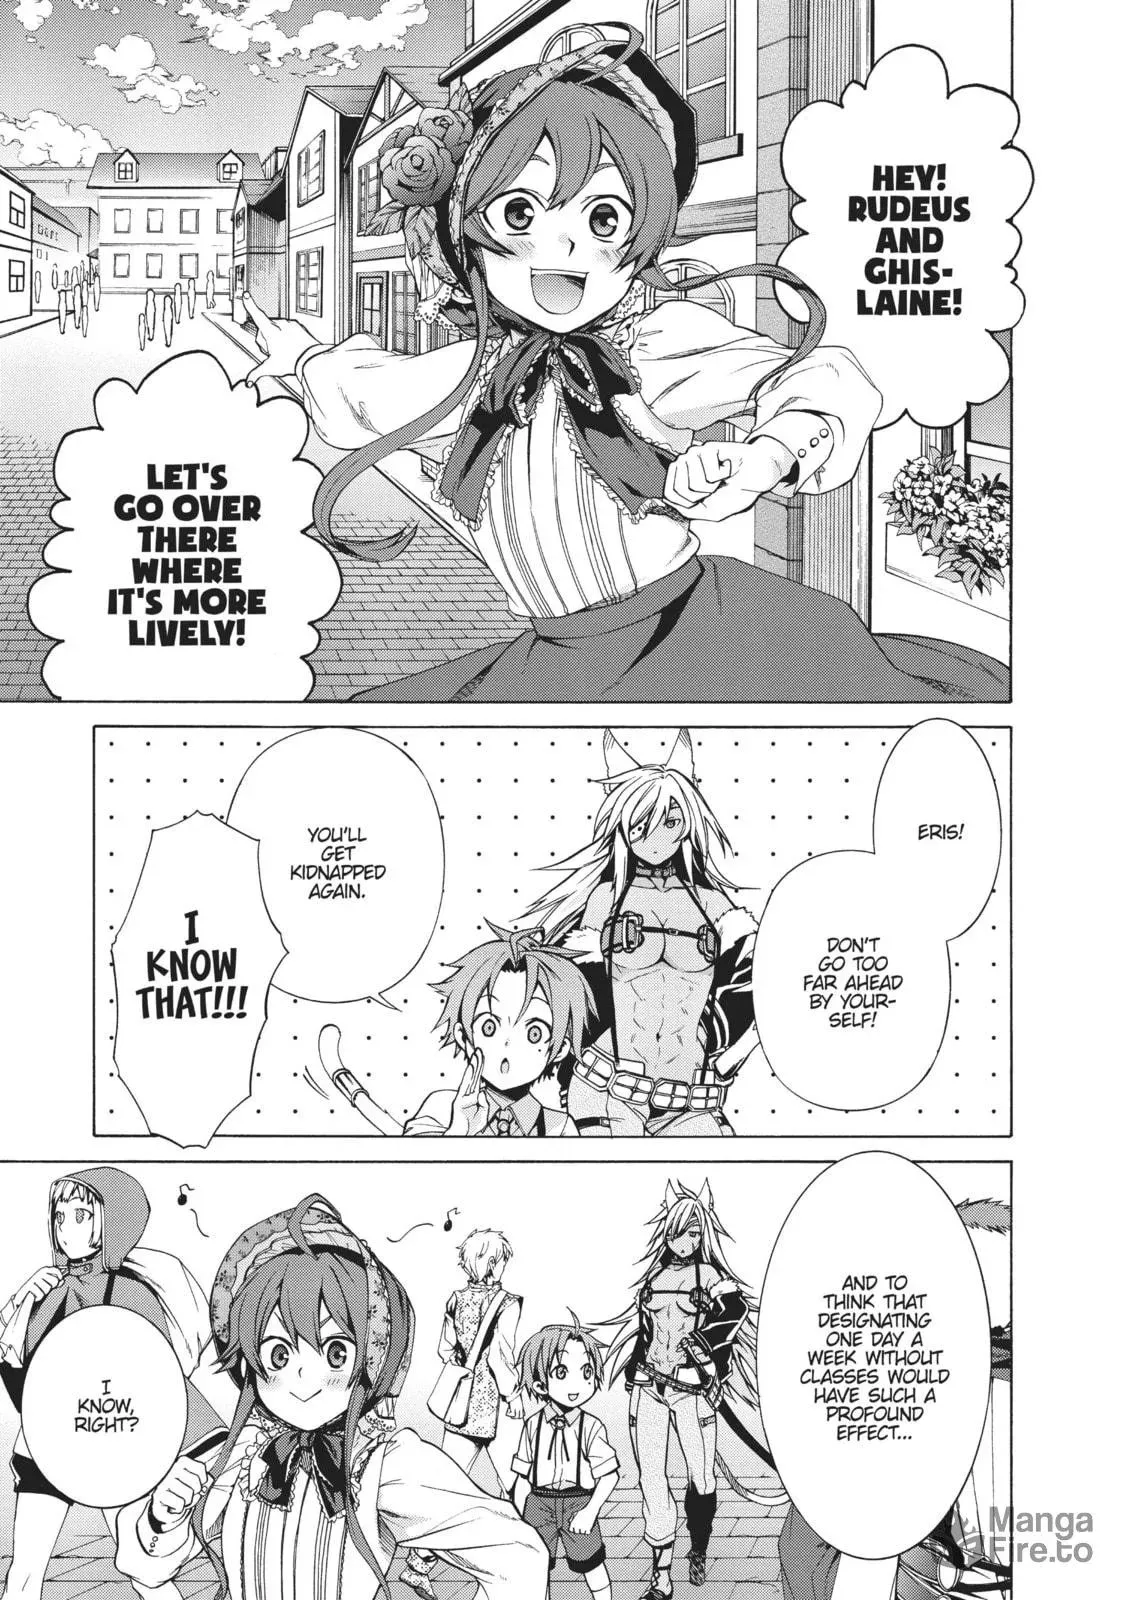 HEY!
RUDEUS
AND
GHIS-
LAINE!
LET'S
GO OVER
THERE
WHERE
IT'S MORE
LIVELY!
ERIS!
DON'T
GO TOO
FAR AHEAD
BY YOUR-
SELF!
YOU'LL
GET
KIDNAPPED
AGAIN.
I
KNOW
THAT!!!
AND TO
THINK THAT
DESIGNATING
ONE DAY A
WEEK WITHOUT
CLASSES WOULD
HAVE SUCH A
PROFOUND
EFFECT...
I
KNOW,
RIGHT?
Manga
Fire.to